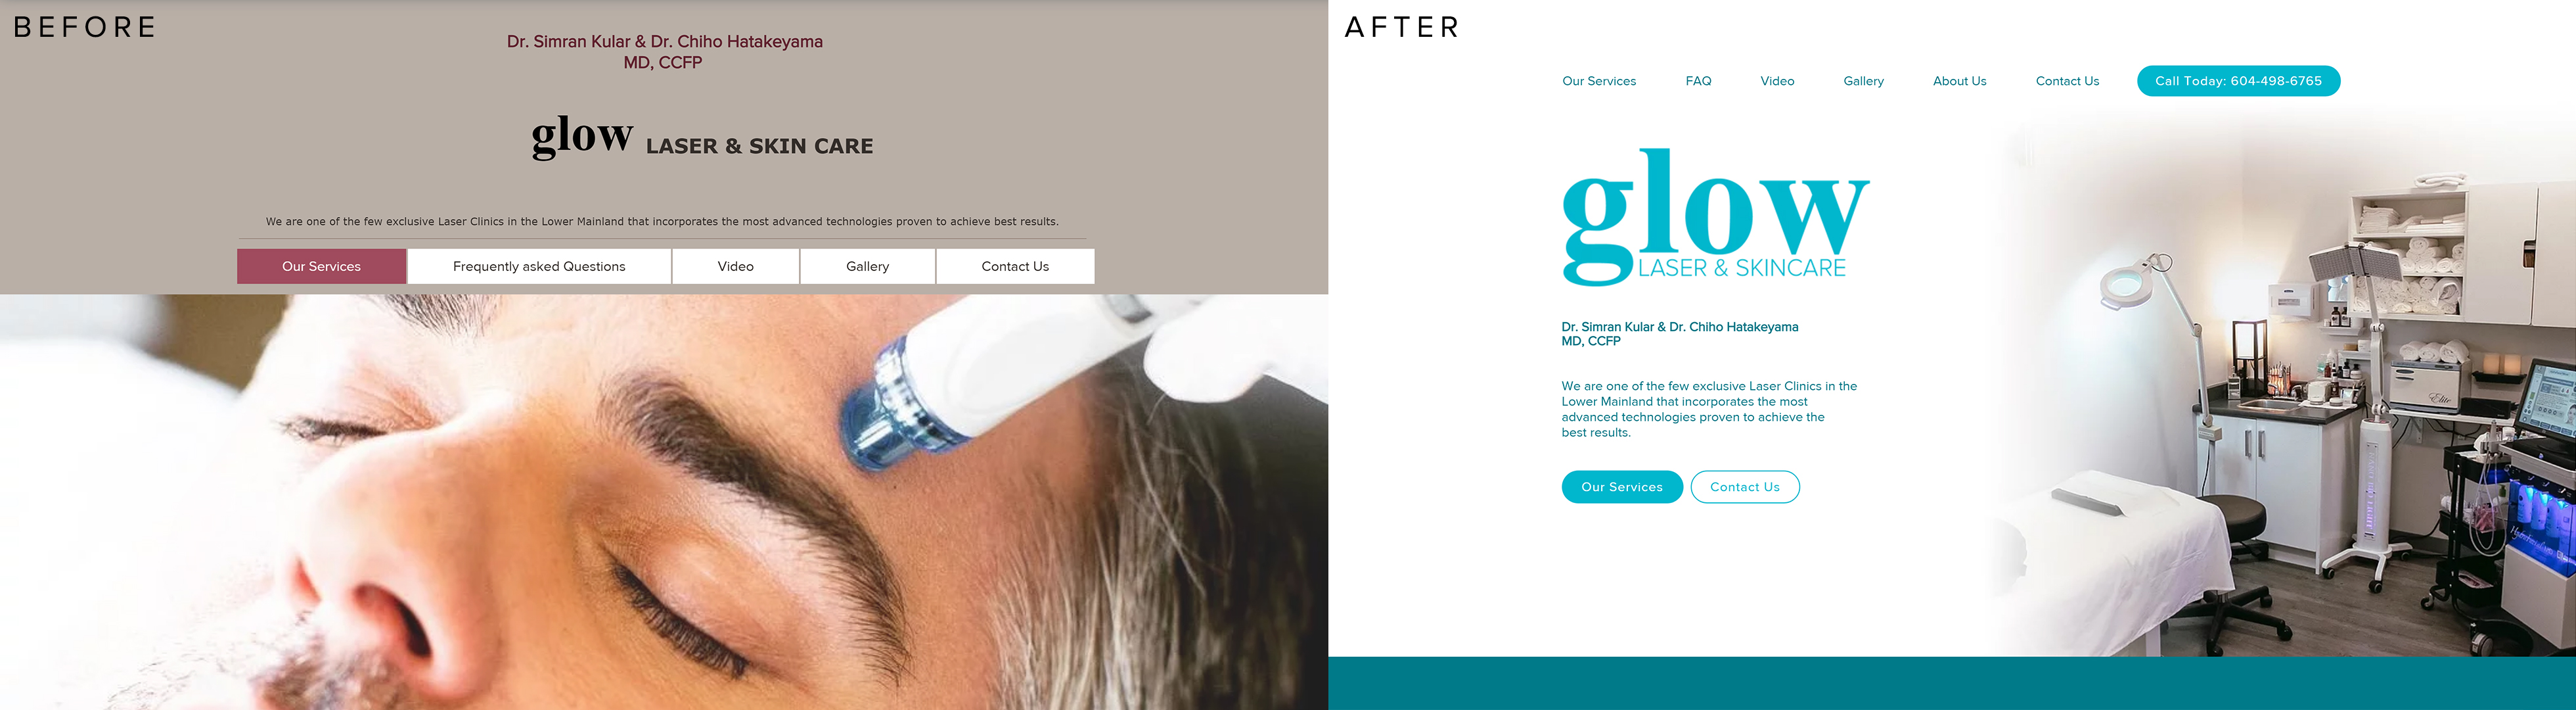 BEFORE
Dr. Simran Kular & Dr. Chiho Hatakeyama
MD, CCFP
glow LASER & SKIN CARE
We are one of the few exclusive Laser Clinics in the Lower Mainland that incorporates the most advanced technologies proven to achieve best results.
Our Services
Frequently asked Questions
Video
Gallery
Contact Us
AFTER
Our Services
FAQ
Video
Gallery
About Us
Contact Us
Call Today: 604-498-6765
glow
LASER & SKINCARE
Dr. Simran Kular & Dr. Chiho Hatakeyama
MD, CCFP
We are one of the few exclusive Laser Clinics in the
Lower Mainland that incorporates the most
advanced technologies proven to achieve the
best results.
Our Services
Contact Us
Elite